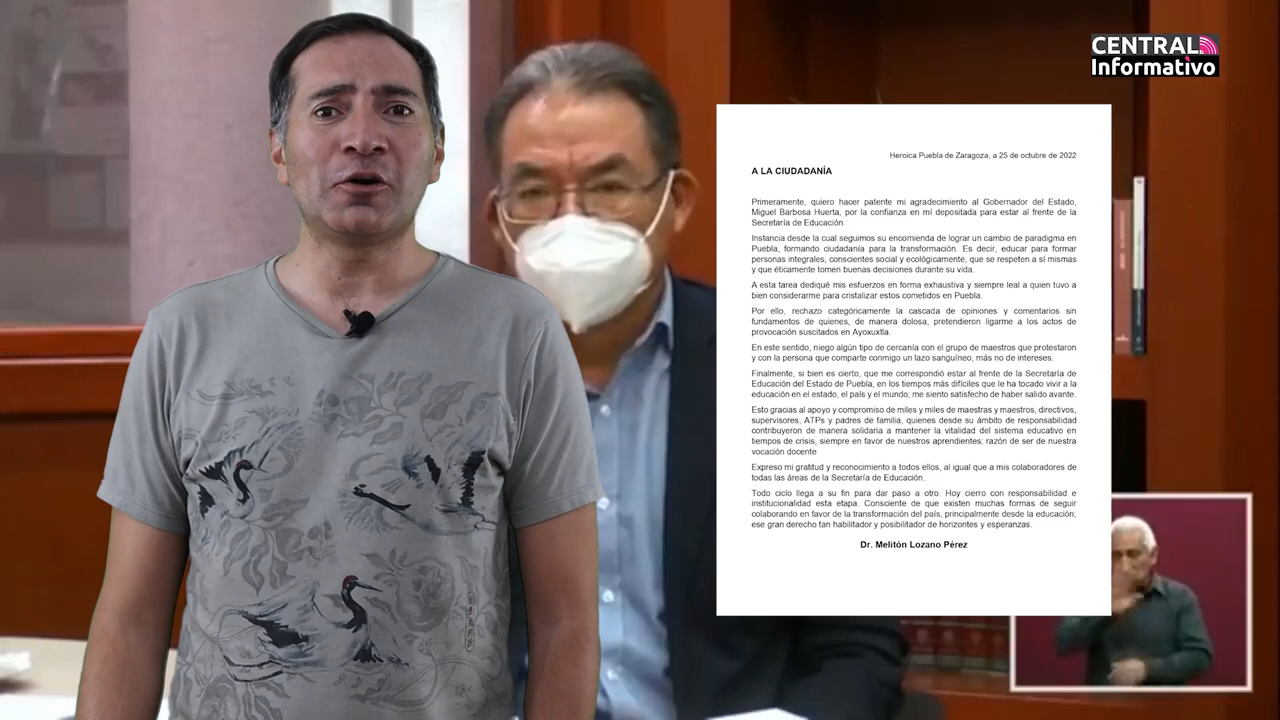 CENTRAL
Informativo
Heroica Puebla de Zaragoza, a 25 de octubre de 2022
A LA CIUDADANÍA
Primeramente, quiero hacer patente mi agradecimiento al Gobernador del Estado,
Miguel Barbosa Huerta, por la confianza en mí depositada para estar al frente de la
Secretaría de Educación.
Instancia desde la cual seguimos su encomienda de lograr un cambio de paradigma en
Puebla, formando ciudadanía para la transformación. Es decir, educar para formar
personas integrales, conscientes social y ecológicamente, que se respeten a sí mismas
y que éticamente tomen buenas decisiones durante su vida.
A esta tarea dediqué mis esfuerzos en forma exhaustiva y siempre leal a quien tuvo a
bien considerarme para cristalizar estos cometidos en Puebla.
Por ello, rechazo categóricamente la cascada de opiniones y comentarios sin
fundamentos de quienes, de manera dolosa, pretendieron ligarme a los actos de
provocación suscitados en Ayoxuxtla.
En este sentido, niego algún tipo de cercanía con el grupo de maestros que protestaron
y con la persona que comparte conmigo un lazo sanguíneo, más no de intereses.
Finalmente, si bien es cierto, que me correspondió estar al frente de la Secretaría de
Educación del Estado de Puebla, en los tiempos más difíciles que le ha tocado vivir a la
educación en el estado, el país y el mundo; me siento satisfecho de haber salido avante.
Esto gracias al apoyo y compromiso de miles y miles de maestras y maestros, directivos,
supervisores, ATPs y padres de familia, quienes desde su ámbito de responsabilidad
contribuyeron de manera solidaria a mantener la vitalidad del sistema educativo en
tiempos de crisis, siempre en favor de nuestros aprendientes; razón de ser de nuestra
vocación docente
Expreso mi gratitud y reconocimiento a todos ellos, al igual que a mis colaboradores de
todas las áreas de la Secretaría de Educación.
Todo ciclo llega a su fin para dar paso a otro. Hoy cierro con responsabilidad e
institucionalidad esta etapa. Consciente de que existen muchas formas de seguir
colaborando en favor de la transformación del país, principalmente desde la educación;
ese gran derecho tan habilitador y posibilitador de horizontes y esperanzas.
Dr. Melitón Lozano Pérez